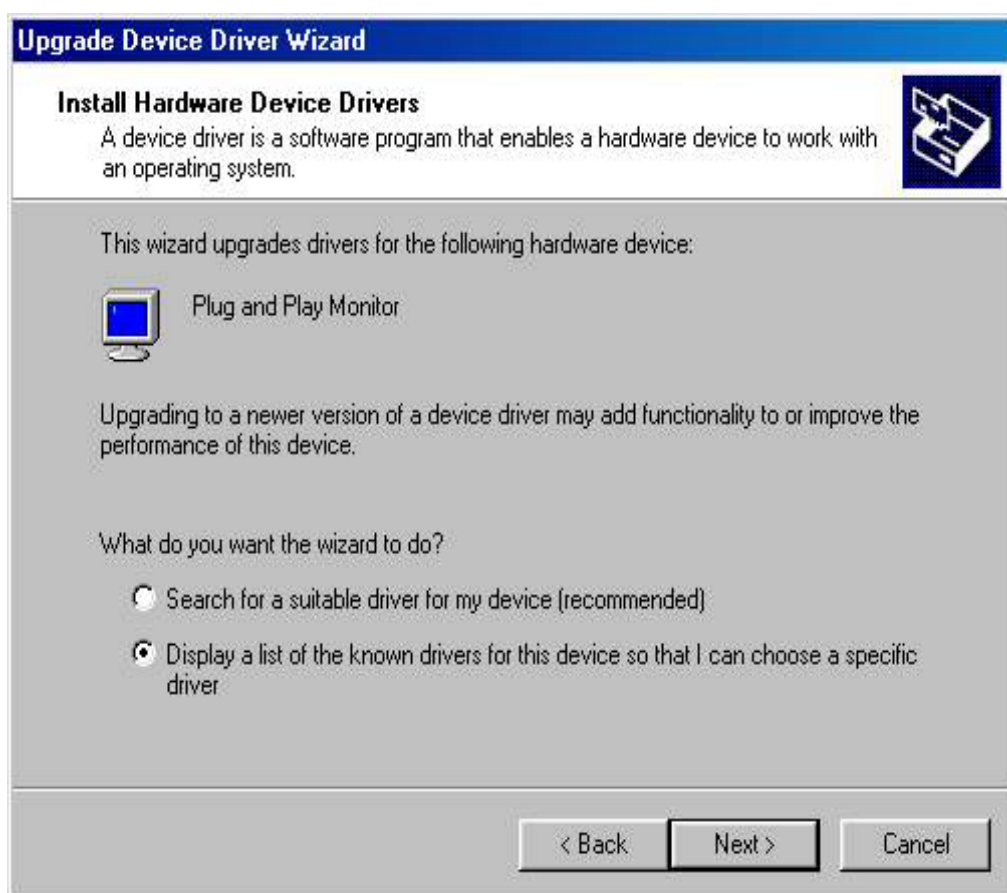 Upgrade Device Driver Wizard
Install Hardware Device Drivers
A device driver is a software program that enables a hardware device to work with
an operating system.
This wizard upgrades drivers for the following hardware device:
Plug and Play Monitor
Upgrading to a newer version of a device driver may add functionality to or improve the
performance of this device.
What do you want the wizard to do?
Search for a suitable driver for my device (recommended)
Display a list of the known drivers for this device so that I can choose a specific
driver
< Back
Next >
Cancel